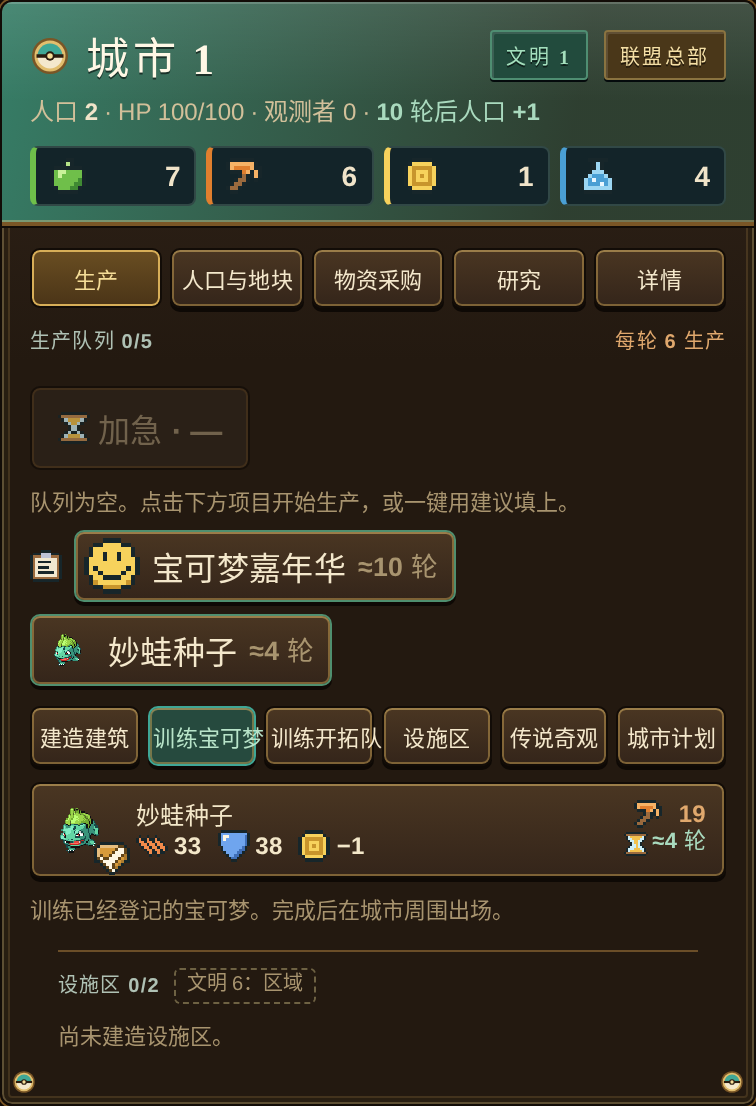 城市 1
文明 1
联盟总部
人口 2 · HP 100/100 · 观测者 0 · 10 轮后人口 +1
7
6
1
4
生产
人口与地块
物资采购
研究
详情
生产队列 0/5
每轮 6 生产
加急 · —
队列为空。点击下方项目开始生产，或一键用建议填上。
宝可梦嘉年华 ≈10 轮
妙蛙种子 ≈4 轮
建造建筑
训练宝可梦
训练开拓队
设施区
传说奇观
城市计划
妙蛙种子
33
38
−1
19
≈4 轮
训练已经登记的宝可梦。完成后在城市周围出场。
设施区 0/2
文明 6：区域
尚未建造设施区。